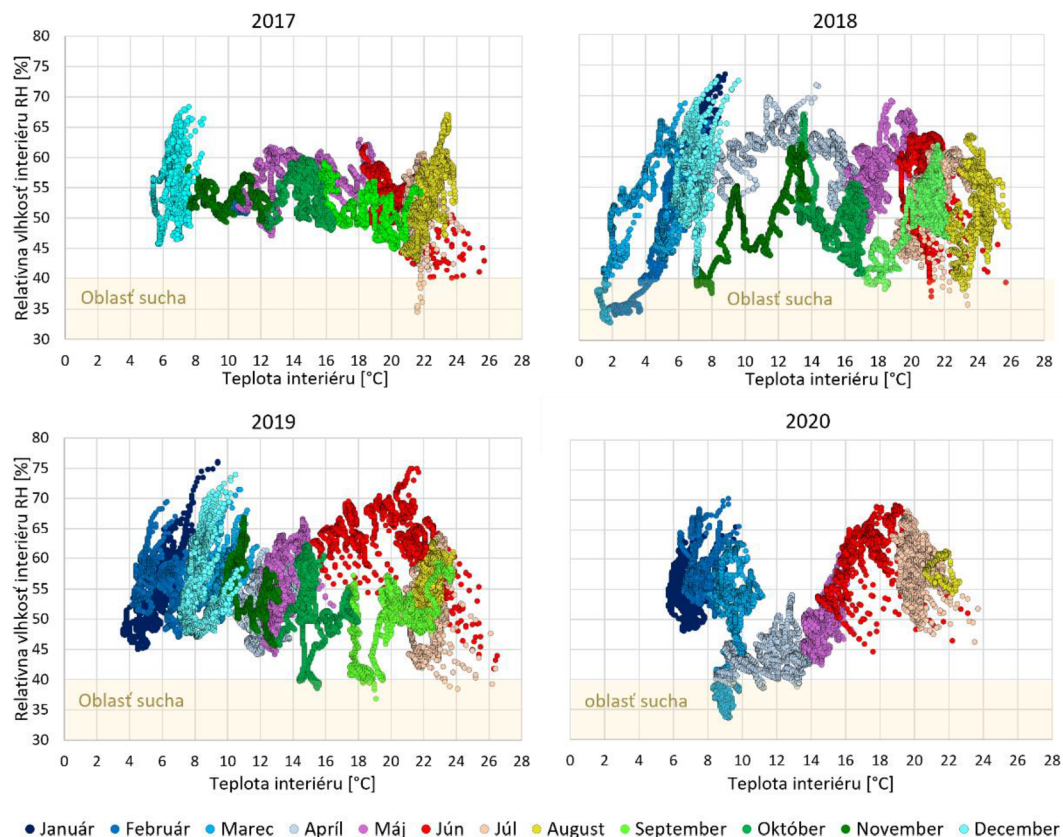 2017
2018
Relatívna vlhkosť interiéru RH [%]
80
75
70
65
60
55
50
45
40
35
30
Oblasť sucha
Oblasť sucha
0 2 4 6 8 10 12 14 16 18 20 22 24 26 28
0 2 4 6 8 10 12 14 16 18 20 22 24 26 28
Teplota interiéru [°C]
Teplota interiéru [°C]
2019
2020
Relatívna vlhkosť interiéru RH [%]
80
75
70
65
60
55
50
45
40
35
30
Oblasť sucha
oblasť sucha
0 2 4 6 8 10 12 14 16 18 20 22 24 26 28
0 2 4 6 8 10 12 14 16 18 20 22 24 26 28
Teplota interiéru [°C]
Teplota interiéru [°C]
Január Február Marec Apríl Máj Jún Júl August September Október November December